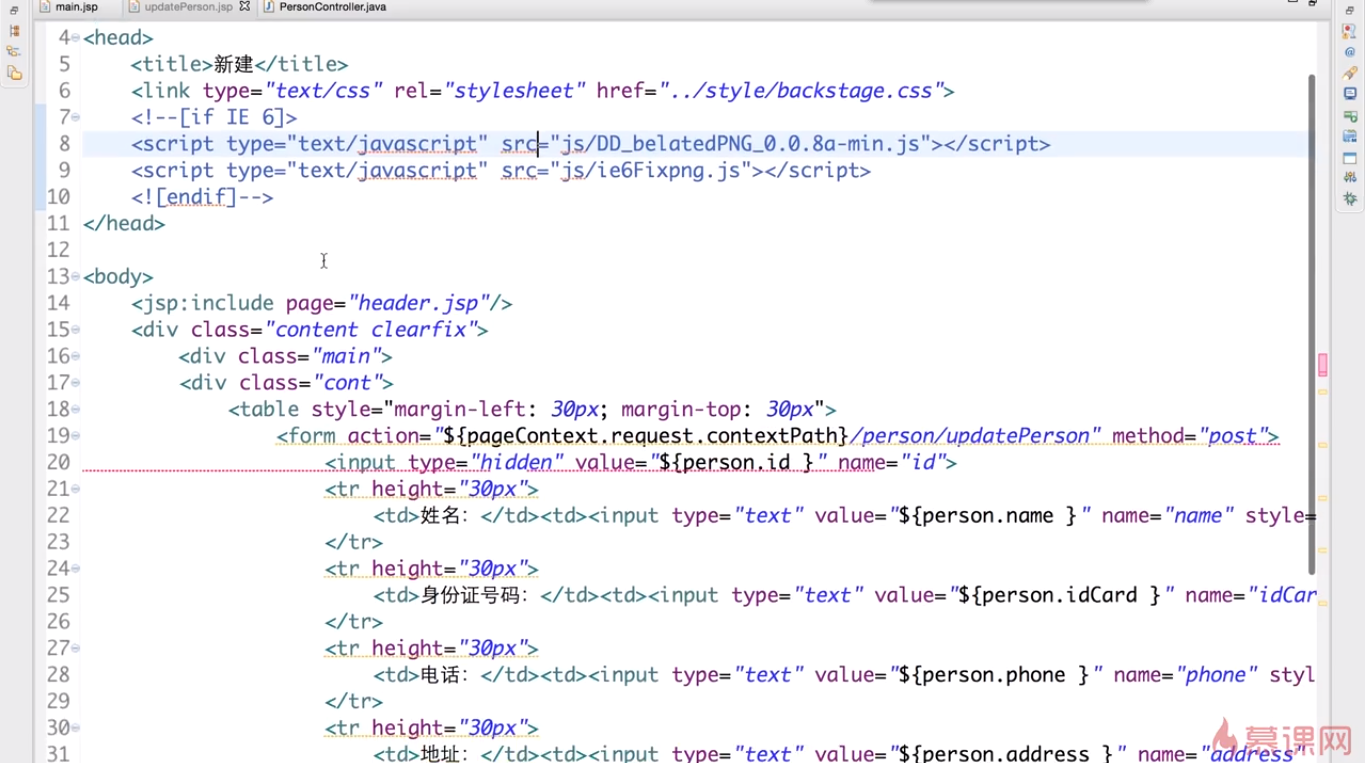 main.jsp updatePerson.jsp PersonController.java
4 <head>
5 <title>新建</title>
6 <link type="text/css" rel="stylesheet" href="../style/backstage.css">
7 <!--[if IE 6]>
8 <script type="text/javascript" src="js/DD_belatedPNG_0.0.8a-min.js"></script>
9 <script type="text/javascript" src="js/ie6Fixpng.js"></script>
10 <![endif]-->
11 </head>
12
13 <body>
14 <jsp:include page="header.jsp"/>
15 <div class="content clearfix">
16 <div class="main">
17 <div class="cont">
18 <table style="margin-left: 30px; margin-top: 30px">
19 <form action="${pageContext.request.contextPath}/person/updatePerson" method="post">
20 <input type="hidden" value="${person.id }" name="id">
21 <tr height="30px">
22 <td>姓名：</td><td><input type="text" value="${person.name }" name="name" style=
23 </tr>
24 <tr height="30px">
25 <td>身份证号码：</td><td><input type="text" value="${person.idCard }" name="idCar
26 </tr>
27 <tr height="30px">
28 <td>电话：</td><td><input type="text" value="${person.phone }" name="phone" styl
29 </tr>
30 <tr height="30px">
31 <td>地址：</td><td><input type="text" value="${person.address }" name="address"
慕课网